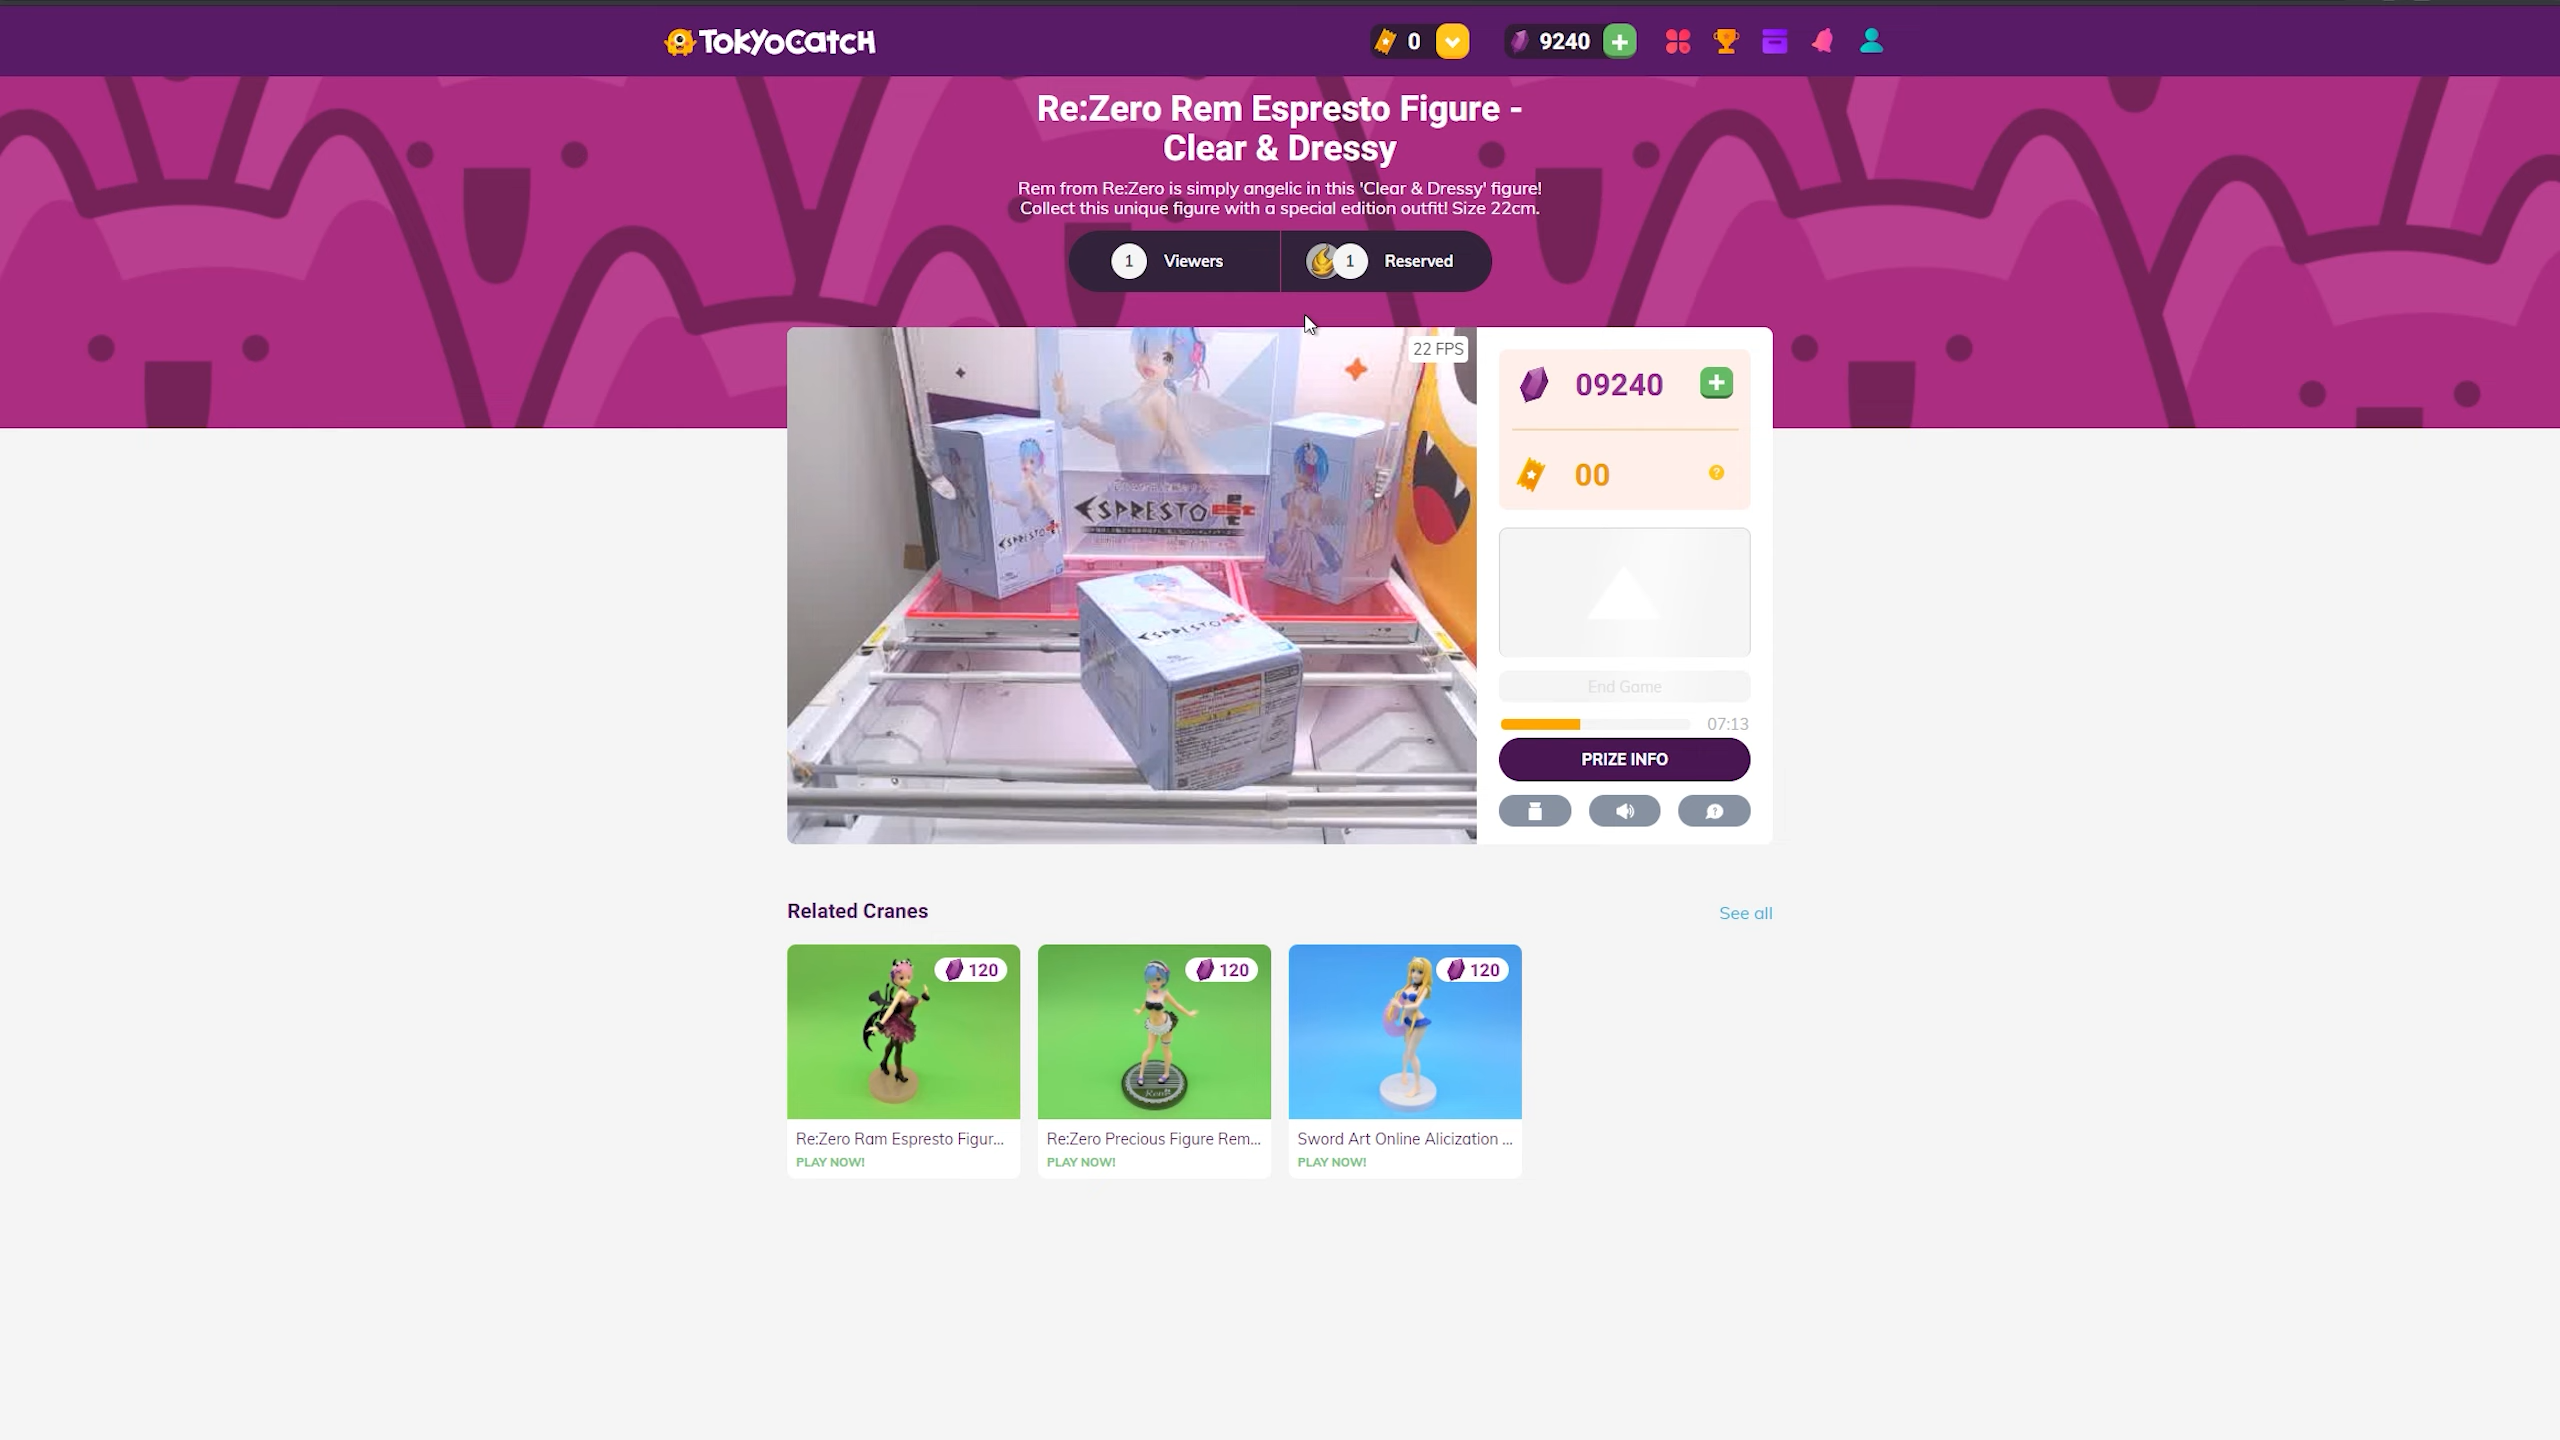 TOKYOCATCH
0
9240
Re:Zero Rem Espresto Figure -
Clear & Dressy
Rem from Re:Zero is simply angelic in this 'Clear & Dressy' figure!
Collect this unique figure with a special edition outfit! Size 22cm.
1 Viewers
1 Reserved
22 FPS
09240
00
ESPRESTO est
ESPRESTO
ESPRESTO
End Game
07:13
PRIZE INFO
Related Cranes
See all
120
120
120
Re:Zero Ram Espresto Figur...
PLAY NOW!
Re:Zero Precious Figure Rem...
PLAY NOW!
Sword Art Online Alicization ...
PLAY NOW!